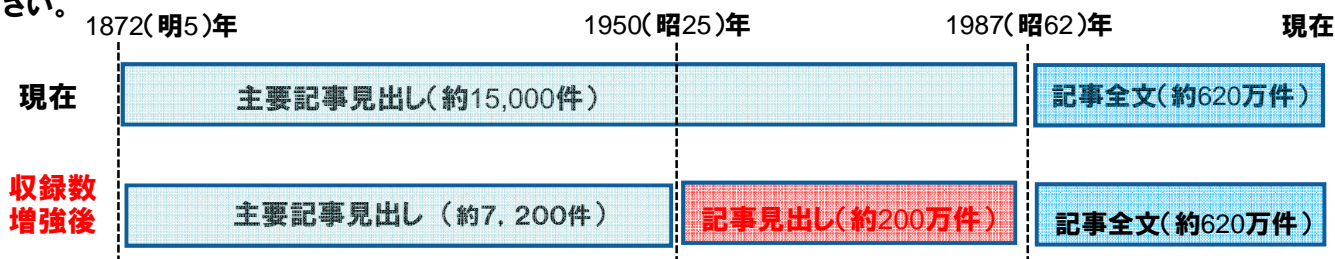 さい。
1872(明5)年 1950(昭25)年 1987(昭62)年 現在
現在 主要記事見出し(約15,000件) 記事全文(約620万件)
収録数
増強後
主要記事見出し (約7, 200件) 記事見出し(約200万件) 記事全文(約620万件)